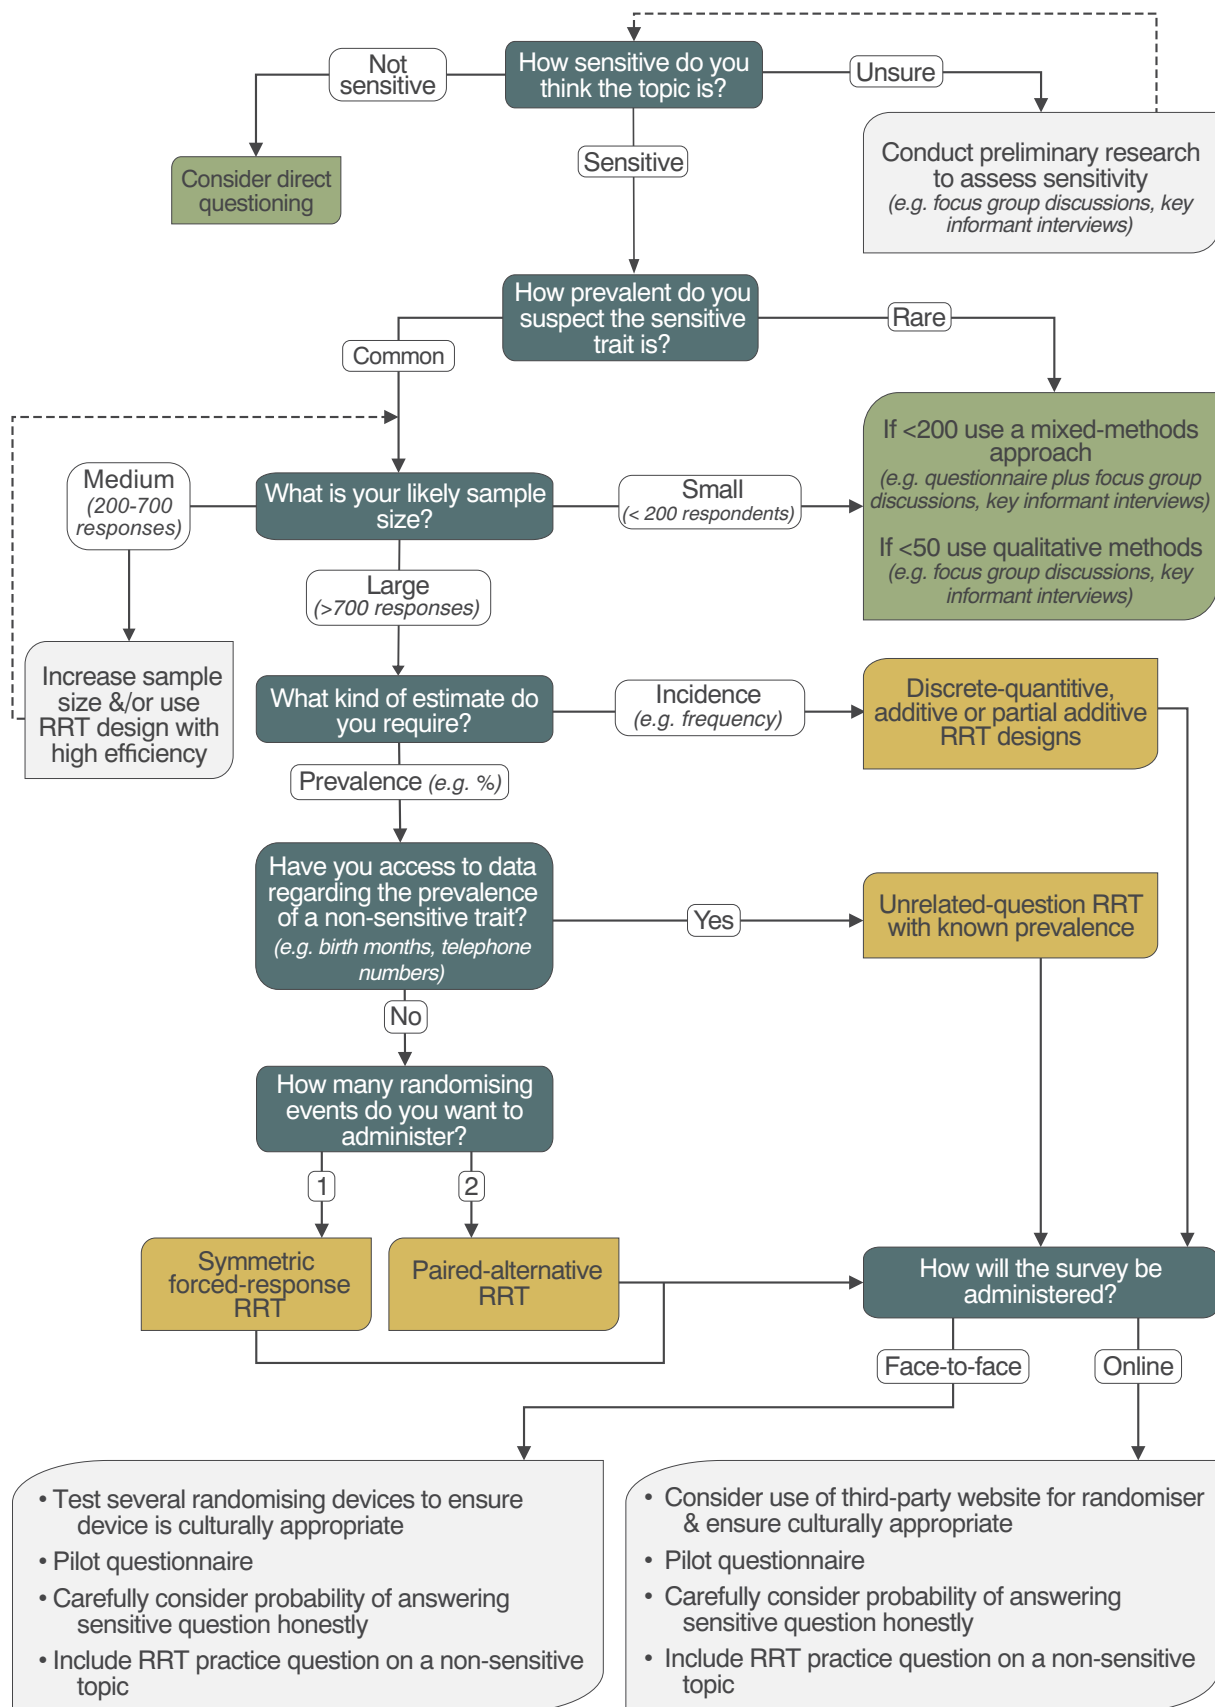 How sensitive do you
think the topic is?
Not
sensitive
Unsure
Sensitive
Consider direct
questioning
Conduct preliminary research
to assess sensitivity
(e.g. focus group discussions, key
informant interviews)
How prevalent do you
suspect the sensitive
trait is?
Common
Rare
If <200 use a mixed-methods
approach
(e.g. questionnaire plus focus group
discussions, key informant interviews)
If <50 use qualitative methods
(e.g. focus group discussions, key
informant interviews)
Medium
(200-700
responses)
What is your likely sample
size?
Small
(< 200 respondents)
Large
(>700 responses)
Increase sample
size &/or use
RRT design with
high efficiency
What kind of estimate do
you require?
Incidence
(e.g. frequency)
Discrete-quantitive,
additive or partial additive
RRT designs
Prevalence (e.g. %)
Have you access to data
regarding the prevalence
of a non-sensitive trait?
(e.g. birth months, telephone
numbers)
Yes
Unrelated-question RRT
with known prevalence
No
How many randomising
events do you want to
administer?
1
2
Symmetric
forced-response
RRT
Paired-alternative
RRT
How will the survey be
administered?
Face-to-face
Online
• Test several randomising devices to ensure
device is culturally appropriate
• Pilot questionnaire
• Carefully consider probability of answering
sensitive question honestly
• Include RRT practice question on a non-sensitive
topic
• Consider use of third-party website for randomiser
& ensure culturally appropriate
• Pilot questionnaire
• Carefully consider probability of answering
sensitive question honestly
• Include RRT practice question on a non-sensitive
topic